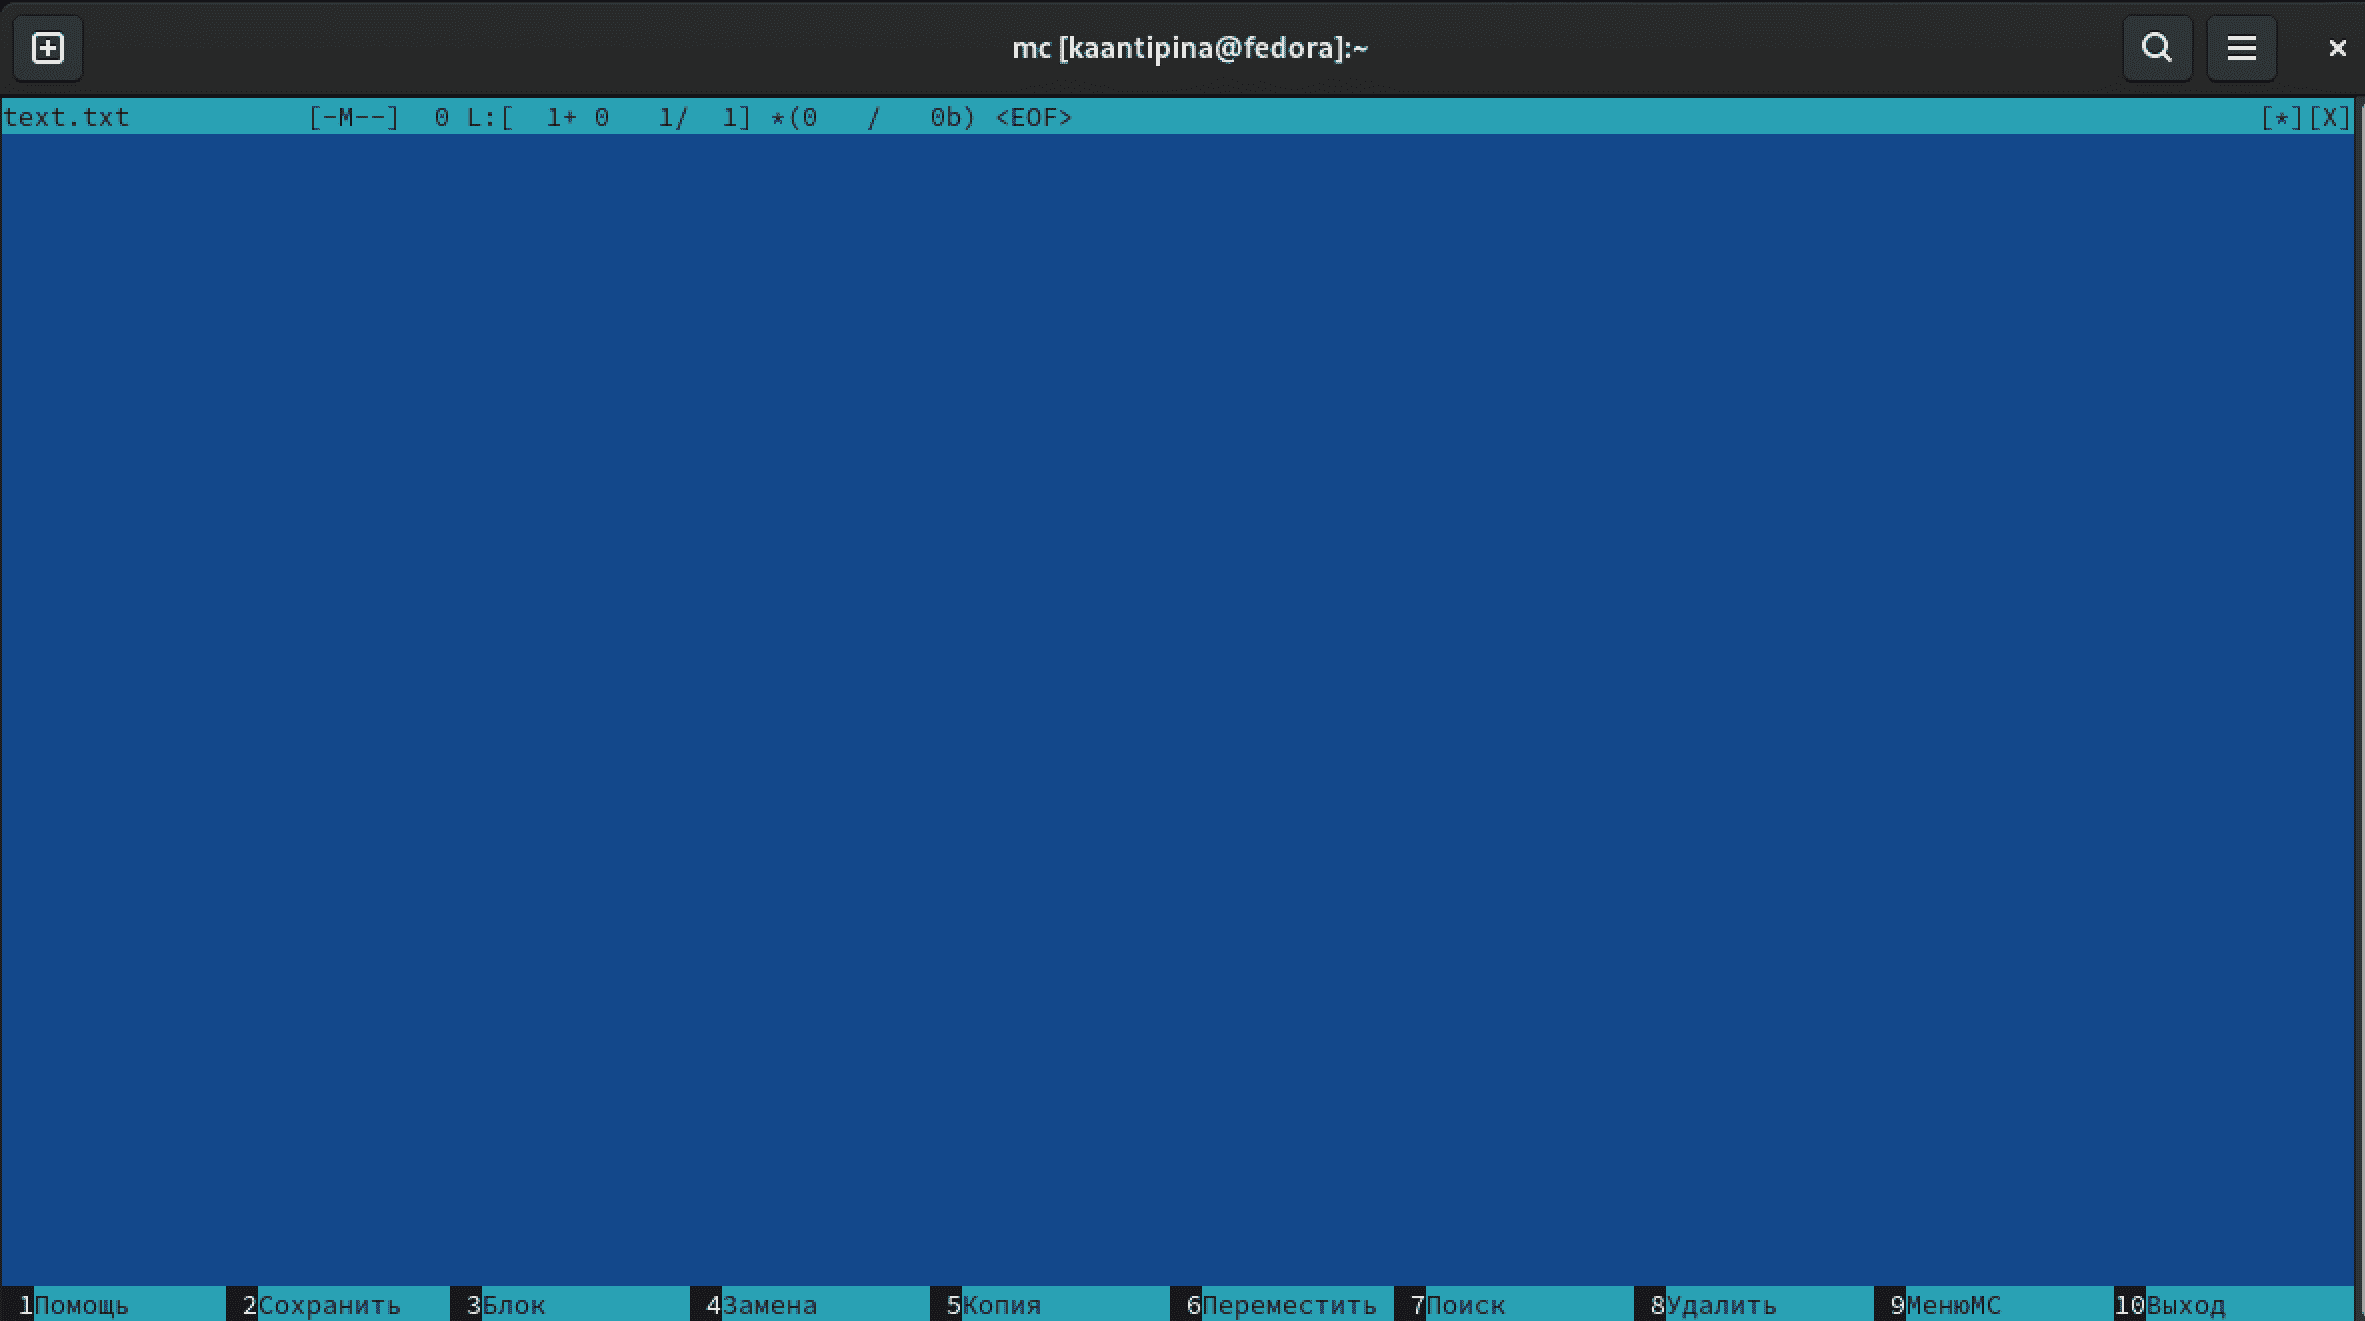 mc [kaantipina@fedora]:~
text.txt [-M--] 0 L:[ 1+ 0 1/ 1] *(0 / 0b) <EOF> [*][X]
1Помощь 2Сохранить 3Блок 4Замена 5Копия 6Переместить 7Поиск 8Удалить 9МенюMC 10Выход